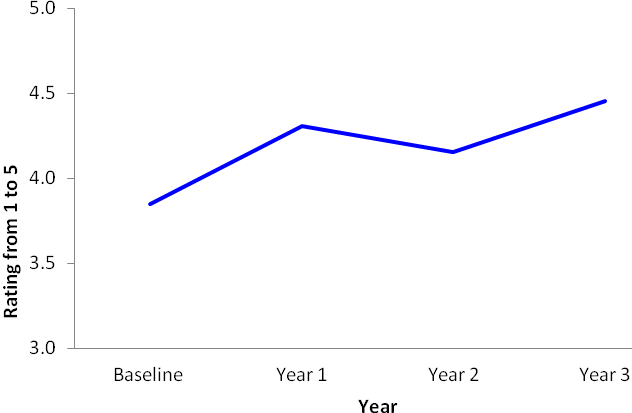 5.0
4.5
4.0
3.5
3.0
Rating from 1 to 5
Baseline Year 1 Year 2 Year 3
Year